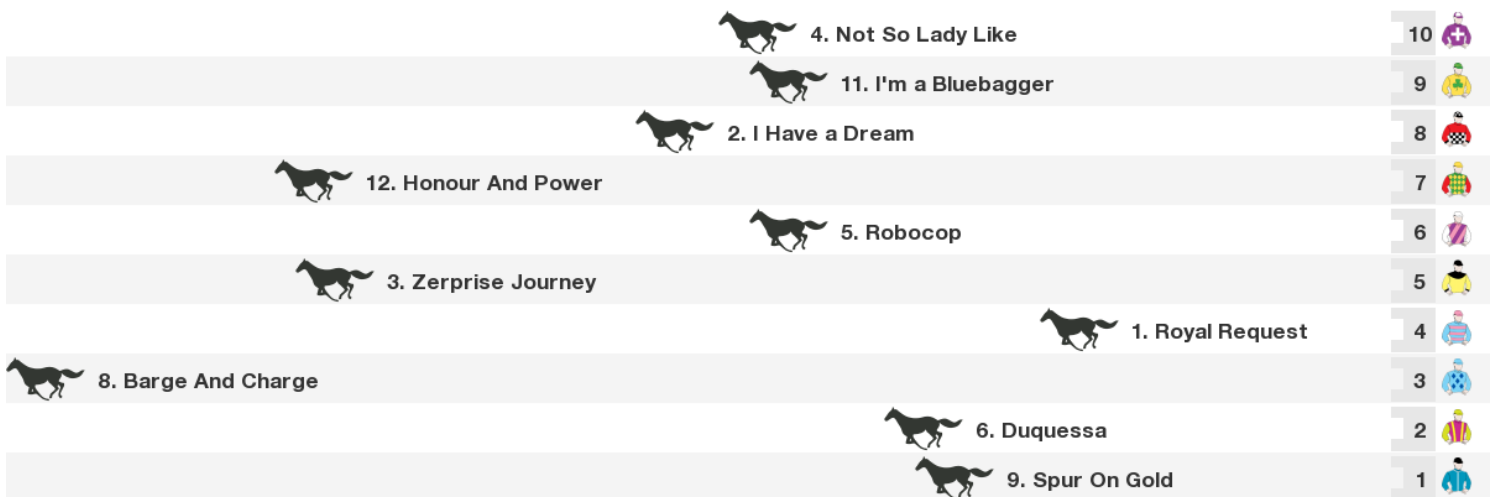 4. Not So Lady Like 10
11. I'm a Bluebagger 9
2. I Have a Dream 8
12. Honour And Power 7
5. Robocop 6
3. Zerprise Journey 5
1. Royal Request 4
8. Barge And Charge 3
6. Duquessa 2
9. Spur On Gold 1